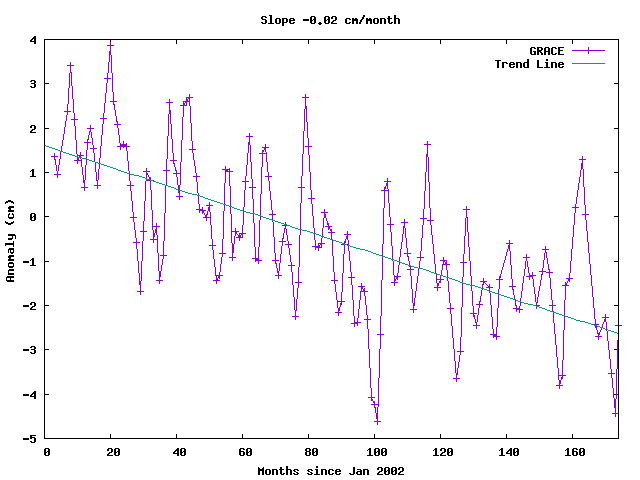 Slope -0.02 cm/month
GRACE
Trend Line
4
3
2
1
0
-1
-2
-3
-4
-5
Anomaly (cm)
0 20 40 60 80 100 120 140 160
Months since Jan 2002